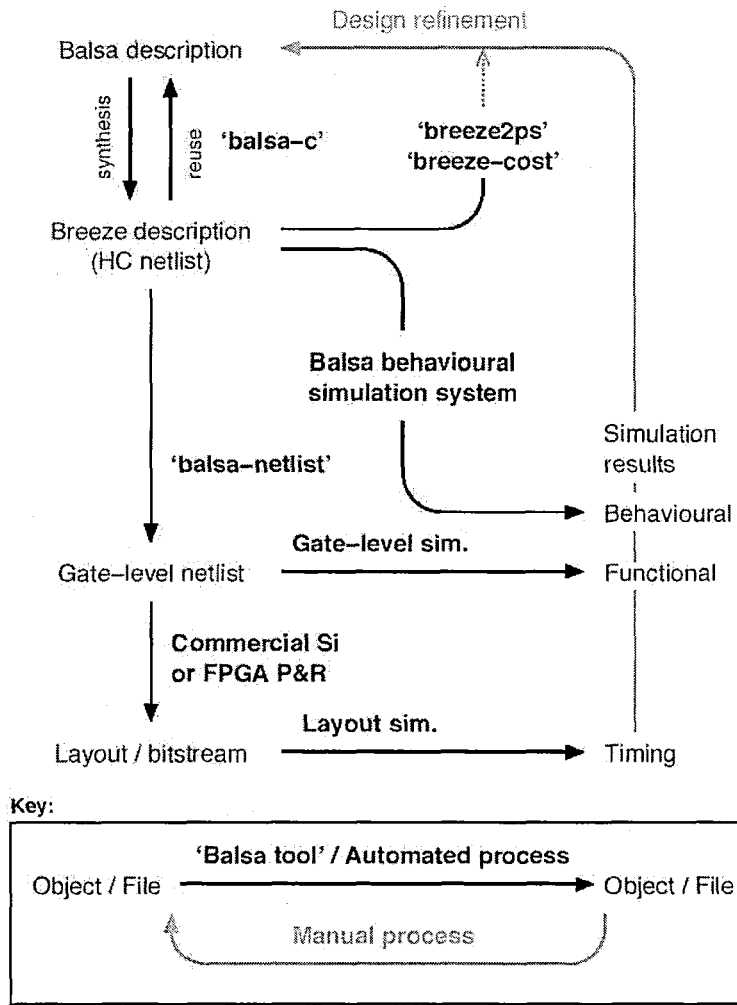 Design refinement
Balsa description
synthesis
reuse
‘balsa–c’
‘breeze2ps’
‘breeze–cost’
Breeze description
(HC netlist)
Balsa behavioural
simulation system
Simulation
results
‘balsa–netlist’
Behavioural
Gate–level sim.
Gate–level netlist
Functional
Commercial Si
or FPGA P&R
Layout sim.
Layout / bitstream
Timing
Key:
‘Balsa tool’ / Automated process
Object / File
Object / File
Manual process